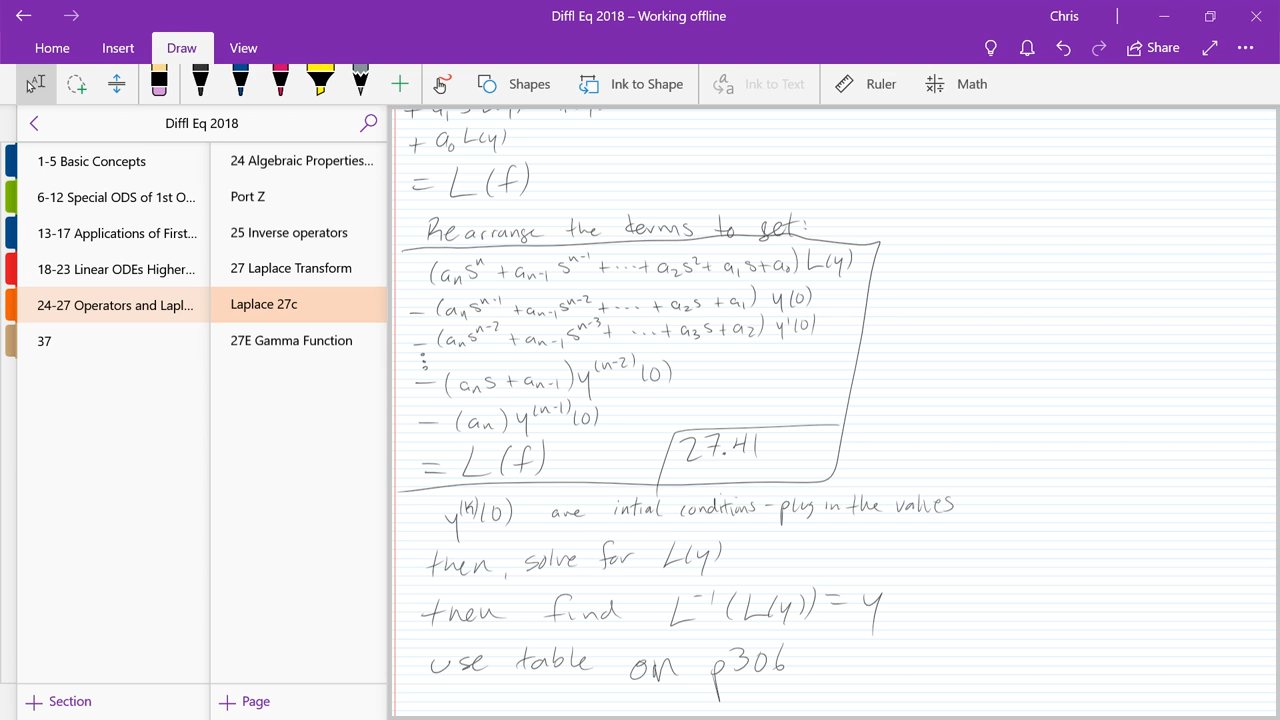 Diffl Eq 2018 – Working offline
Chris
Home Insert Draw View
Share
Shapes Ink to Shape Ink to Text Ruler Math
Diffl Eq 2018
1-5 Basic Concepts
6-12 Special ODS of 1st O...
13-17 Applications of First...
18-23 Linear ODEs Higher...
24-27 Operators and Lapl...
37
24 Algebraic Properties...
Port Z
25 Inverse operators
27 Laplace Transform
Laplace 27c
27E Gamma Function
+ Section
+ Page
+ a₀ L(y)
= L(f)
Rearrange the terms to get:
(aₙsⁿ + aₙ₋₁ sⁿ⁻¹ + ... + a₂s² + a₁s + a₀) L(y)
- (aₙsⁿ⁻¹ + aₙ₋₁sⁿ⁻² + ... + a₂s + a₁) y(0)
- (aₙsⁿ⁻² + aₙ₋₁sⁿ⁻³ + ... + a₃s + a₂) y'(0)
⋮
- (aₙs + aₙ₋₁) y⁽ⁿ⁻²⁾(0)
- (aₙ) y⁽ⁿ⁻¹⁾(0)
= L(f) 27.41
y⁽ᵏ⁾(0) are intial conditions - plug in the values
then, solve for L(y)
then find L⁻¹(L(y)) = y
use table on p306